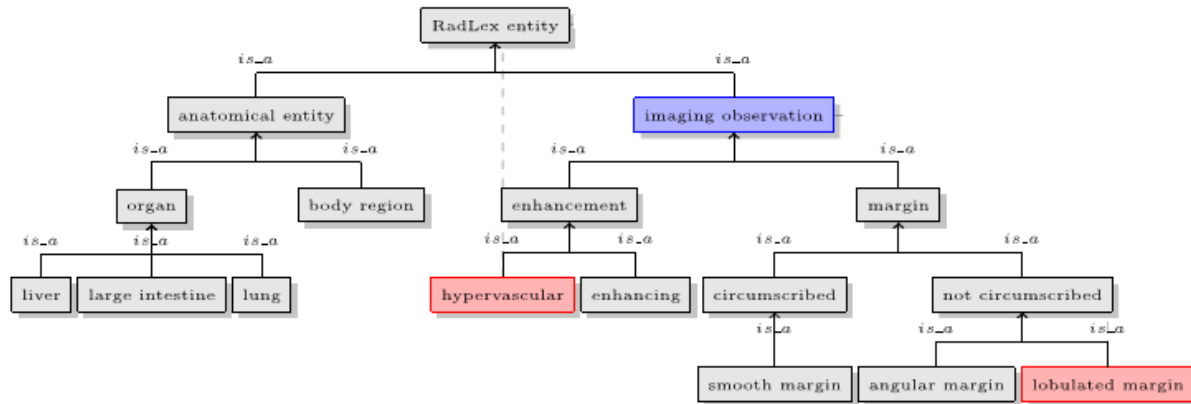 RadLex entity
is_a
is_a
anatomical entity
imaging observation
is_a
is_a
is_a
is_a
organ
body region
enhancement
margin
is_a
is_a
is_a
is_a
is_a
is_a
is_a
liver
large intestine
lung
hypervascular
enhancing
circumscribed
not circumscribed
is_a
is_a
is_a
smooth margin
angular margin
lobulated margin